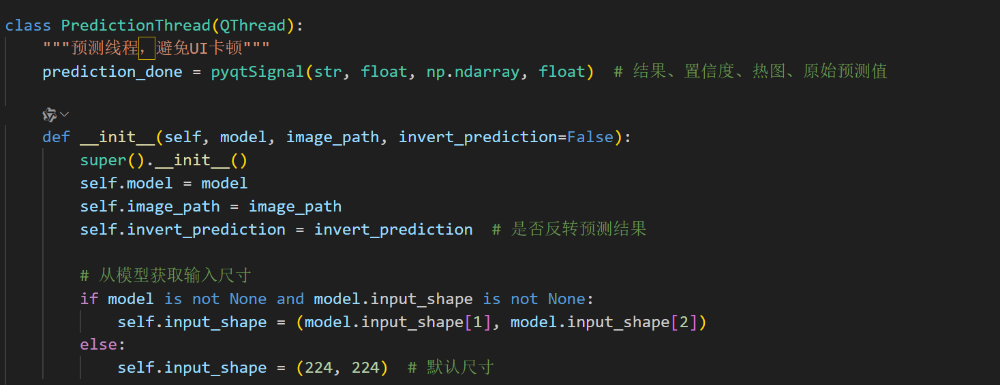 class PredictionThread(QThread):
    """预测线程，避免UI卡顿"""
    prediction_done = pyqtSignal(str, float, np.ndarray, float)  # 结果、置信度、热图、原始预测值
    def __init__(self, model, image_path, invert_prediction=False):
        super().__init__()
        self.model = model
        self.image_path = image_path
        self.invert_prediction = invert_prediction  # 是否反转预测结果
        # 从模型获取输入尺寸
        if model is not None and model.input_shape is not None:
            self.input_shape = (model.input_shape[1], model.input_shape[2])
        else:
            self.input_shape = (224, 224)  # 默认尺寸